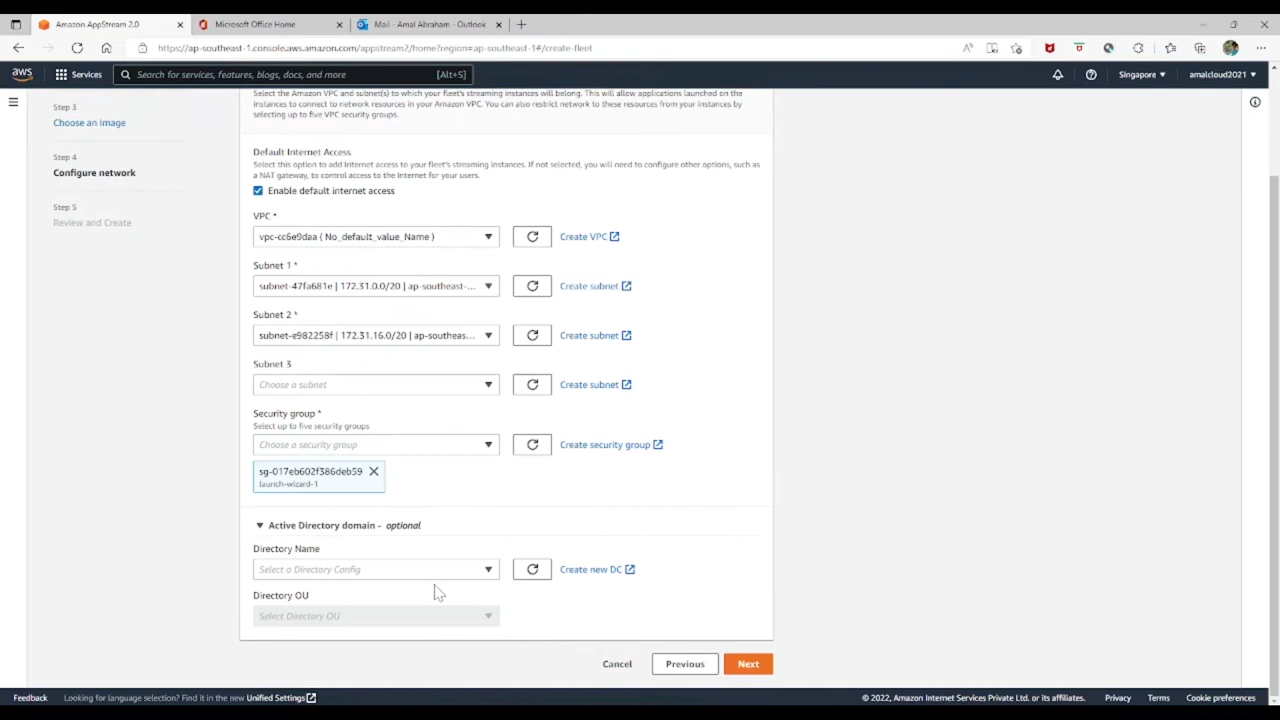 Amazon AppStream 2.0
Microsoft Office Home
Mail - Amal Abraham - Outlook
https://ap-southeast-1.console.aws.amazon.com/appstream2/home?region=ap-southeast-1#/create-fleet
aws
Services
Search for services, features, blogs, docs, and more
[Alt+S]
Singapore
amalcloud2021
Step 3
Choose an Image
Step 4
Configure network
Step 5
Review and Create
Select the Amazon VPC and subnet(s) to which your fleet's streaming instances will belong. This will allow applications launched on the
instances to connect to network resources in your Amazon VPC. You can also restrict network to these resources from your instances by
selecting up to five VPC security groups.
Default Internet Access
Select this option to add Internet access to your fleet's streaming instances. If not selected, you will need to configure other options, such as
a NAT gateway, to control access to the Internet for your users.
Enable default internet access
VPC *
vpc-cc6e9daa ( No_default_value_Name )
Create VPC
Subnet 1 *
subnet-47fa681e | 172.31.0.0/20 | ap-southeast-...
Create subnet
Subnet 2 *
subnet-e982258f | 172.31.16.0/20 | ap-southeas...
Create subnet
Subnet 3
Choose a subnet
Create subnet
Security group *
Select up to five security groups
Choose a security group
Create security group
sg-017eb602f386deb59
launch-wizard-1
Active Directory domain - optional
Directory Name
Select a Directory Config
Create new DC
Directory OU
Select Directory OU
Cancel
Previous
Next
Feedback
Looking for language selection? Find it in the new Unified Settings
© 2022, Amazon Internet Services Private Ltd. or its affiliates.
Privacy
Terms
Cookie preferences